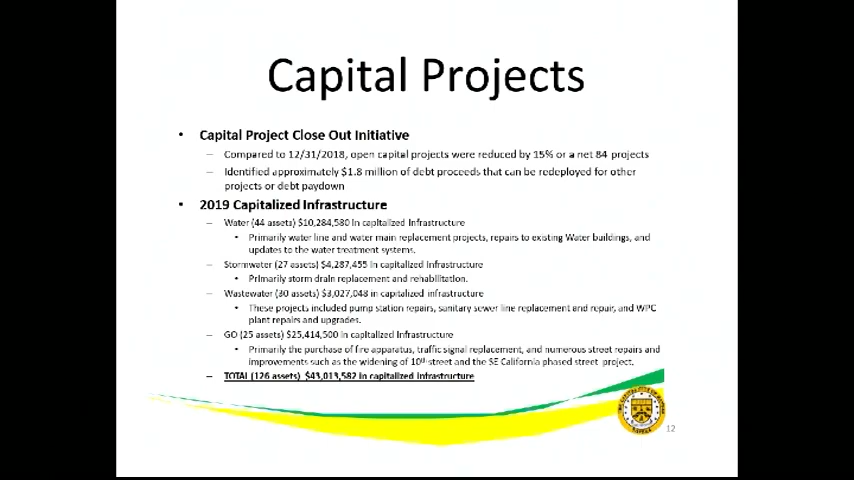 Capital Projects
• Capital Project Close Out Initiative
– Compared to 12/31/2018, open capital projects were reduced by 15% or a net 84 projects
– Identified approximately $1.8 million of debt proceeds that can be redeployed for other
projects or debt paydown
• 2019 Capitalized Infrastructure
– Water (44 assets) $10,284,580 in capitalized Infrastructure
• Primarily water line and water main replacement projects, repairs to existing Water buildings, and
updates to the water treatment systems.
– Stormwater (27 assets) $4,287,455 in capitalized Infrastructure
• Primarily storm drain replacement and rehabilitation.
– Wastewater (30 assets) $3,027,048 in capitalized infrastructure
• These projects included pump station repairs, sanitary sewer line replacement and repair, and WPC
plant repairs and upgrades.
– GO (25 assets) $25,414,500 in capitalized Infrastructure
• Primarily the purchase of fire apparatus, traffic signal replacement, and numerous street repairs and
improvements such as the widening of 10th street and the SE California phased street project.
– TOTAL (126 assets) $43,013,582 in capitalized infrastructure
12